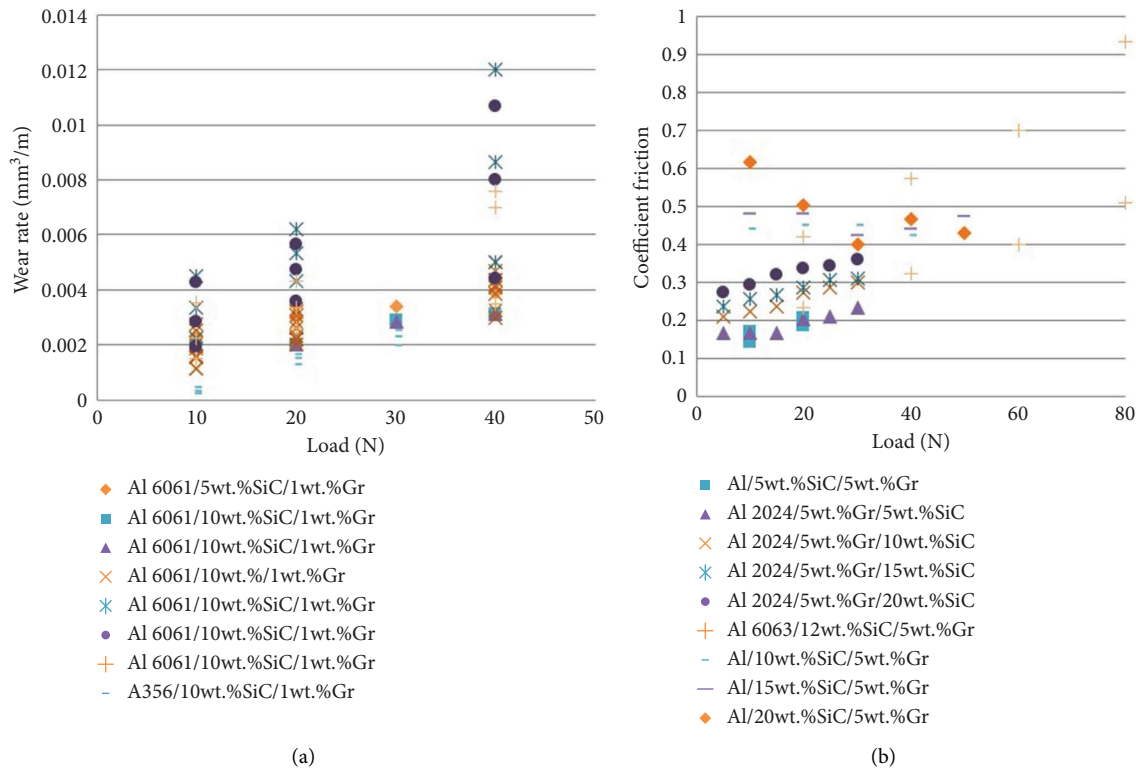 0.014
0.012
0.01
0.008
0.006
0.004
0.002
0
Wear rate (mm³/m)
0 10 20 30 40 50
Load (N)
Al 6061/5wt.%SiC/1wt.%Gr
Al 6061/10wt.%SiC/1wt.%Gr
Al 6061/10wt.%SiC/1wt.%Gr
Al 6061/10wt.%/1wt.%Gr
Al 6061/10wt.%SiC/1wt.%Gr
Al 6061/10wt.%SiC/1wt.%Gr
Al 6061/10wt.%SiC/1wt.%Gr
A356/10wt.%SiC/1wt.%Gr
(a)
1
0.9
0.8
0.7
0.6
0.5
0.4
0.3
0.2
0.1
0
Coefficient friction
0 20 40 60 80
Load (N)
Al/5wt.%SiC/5wt.%Gr
Al 2024/5wt.%Gr/5wt.%SiC
Al 2024/5wt.%Gr/10wt.%SiC
Al 2024/5wt.%Gr/15wt.%SiC
Al 2024/5wt.%Gr/20wt.%SiC
Al 6063/12wt.%SiC/5wt.%Gr
Al/10wt.%SiC/5wt.%Gr
Al/15wt.%SiC/5wt.%Gr
Al/20wt.%SiC/5wt.%Gr
(b)